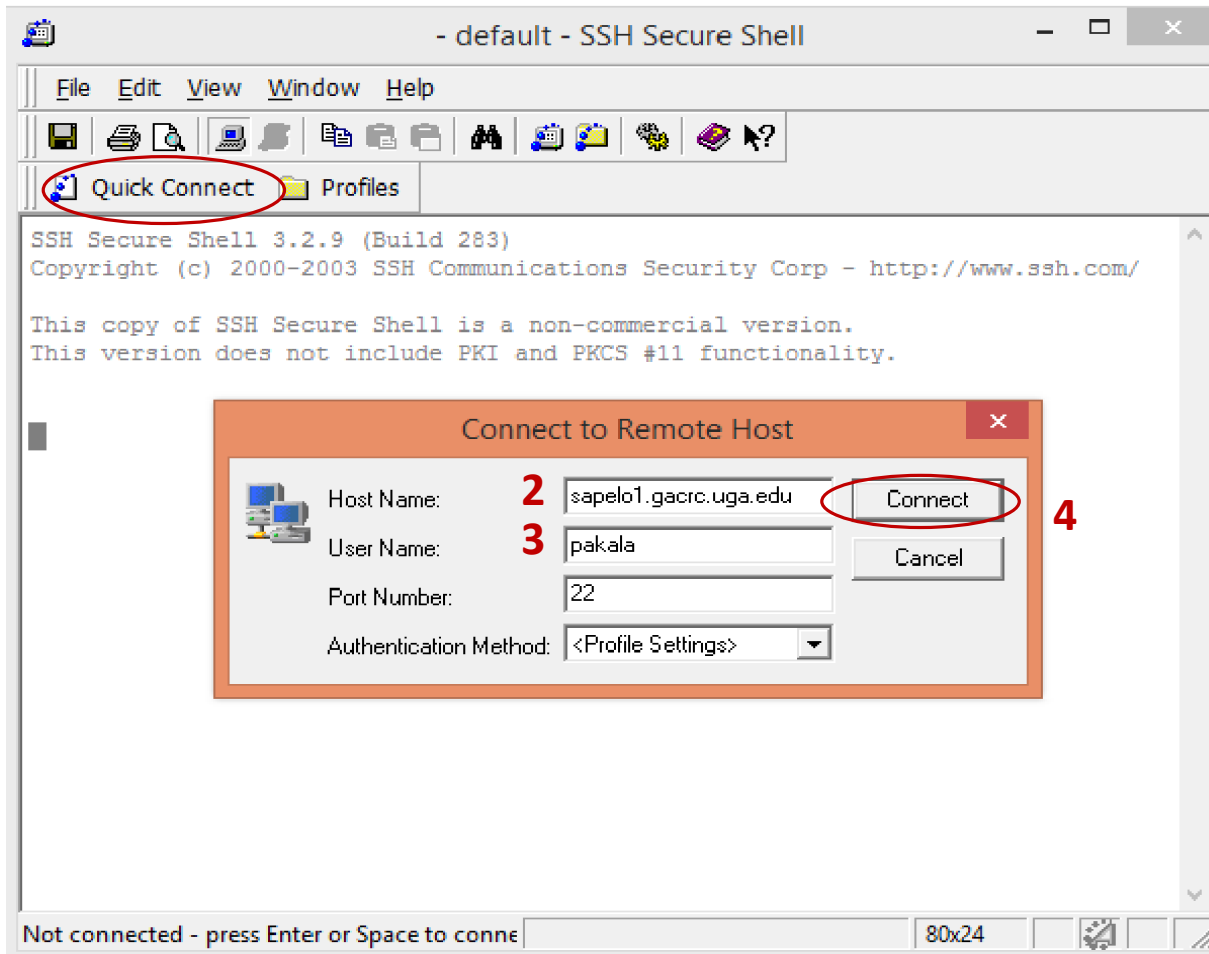 - default - SSH Secure Shell
File Edit View Window Help
Quick Connect Profiles
SSH Secure Shell 3.2.9 (Build 283)
Copyright (c) 2000-2003 SSH Communications Security Corp - http://www.ssh.com/
This copy of SSH Secure Shell is a non-commercial version.
This version does not include PKI and PKCS #11 functionality.
Connect to Remote Host
Host Name: 2 sapelo1.gacrc.uga.edu Connect 4
User Name: 3 pakala Cancel
Port Number: 22
Authentication Method: <Profile Settings>
Not connected - press Enter or Space to conne 80x24